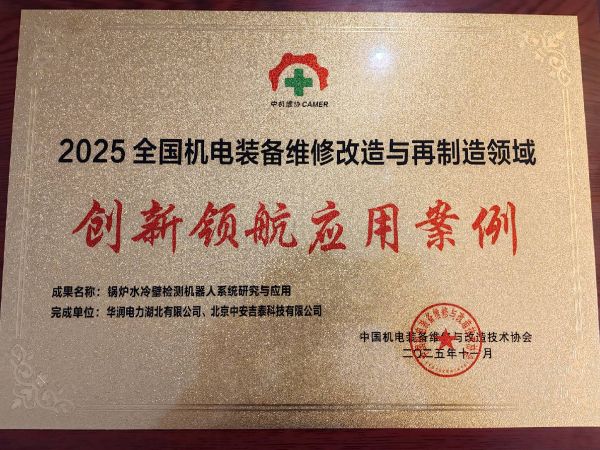 中机维协 CAMER
2025 全国机电装备维修改造与再制造领域
创新领航应用案例
成果名称：锅炉水冷壁检测机器人系统研究与应用
完成单位：华润电力湖北有限公司、北京中安吉泰科技有限公司
中国机电装备维修与改造技术协会
二〇二五年十一月